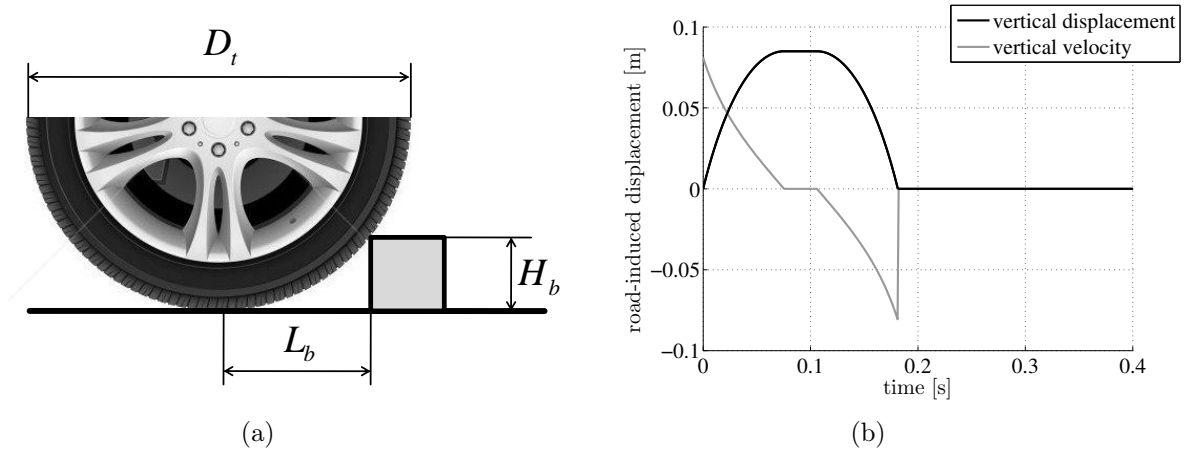 D_t
H_b
L_b
(a)
vertical displacement
vertical velocity
road-induced displacement [m]
0.1
0.05
0
−0.05
−0.1
0 0.1 0.2 0.3 0.4
time [s]
(b)